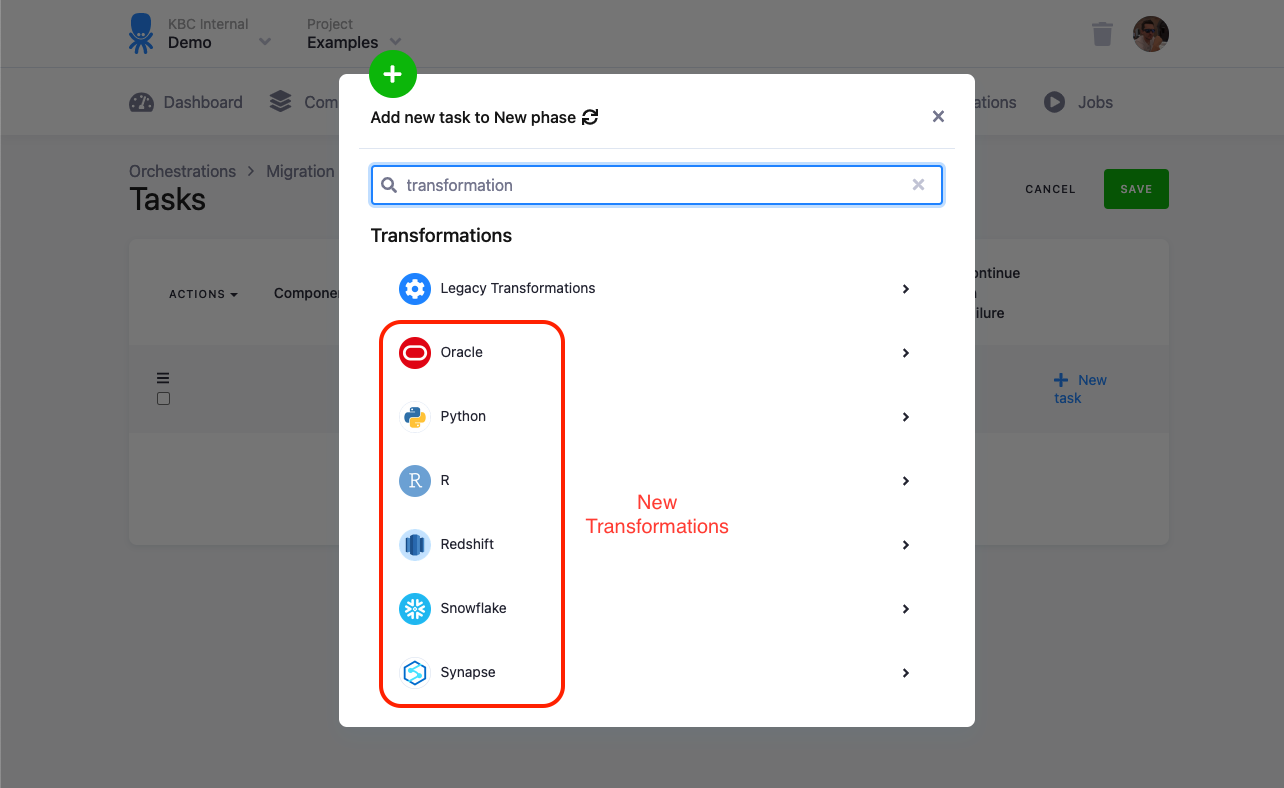 KBC Internal
Demo
Project
Examples
Dashboard
Com
ations
Jobs
Add new task to New phase
Orchestrations
Migration
Tasks
CANCEL
SAVE
transformation
Transformations
ACTIONS
Componen
ontinue
ilure
Legacy Transformations
Oracle
Python
R
R
Redshift
Snowflake
Synapse
New
task
New
Transformations